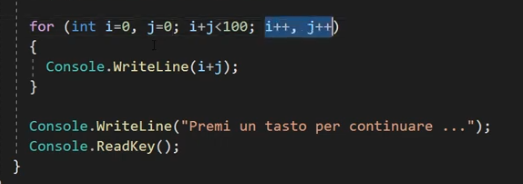 for (int i=0, j=0; i+j<100; i++, j++)
{
Console.WriteLine(i+j);
}
Console.WriteLine("Premi un tasto per continuare ...");
Console.ReadKey();
}